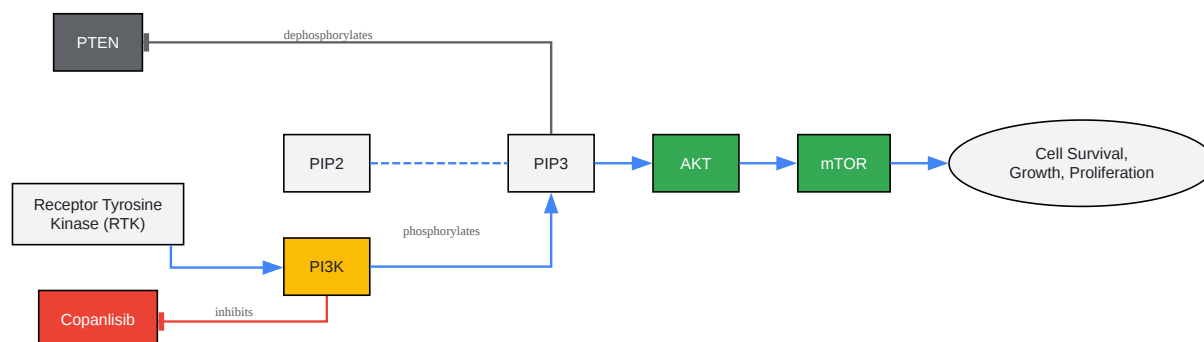 PTEN
dephosphorylates
PIP2
PIP3
AKT
mTOR
Cell Survival,
Growth, Proliferation
Receptor Tyrosine
Kinase (RTK)
phosphorylates
PI3K
Copanlisib
inhibits